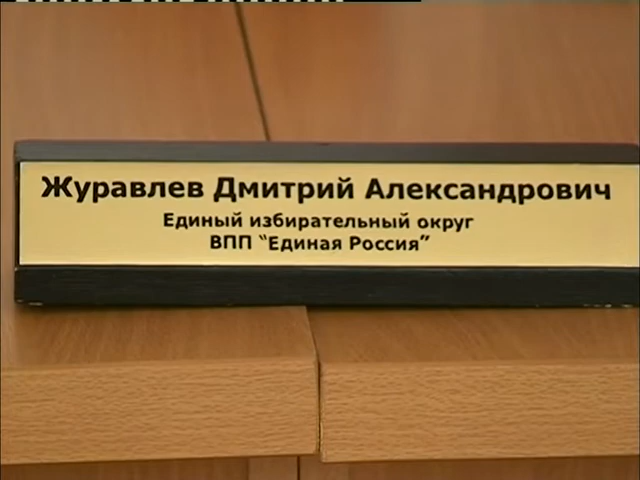 Журавлев Дмитрий Александрович
Единый избирательный округ
ВПП “Единая Россия”